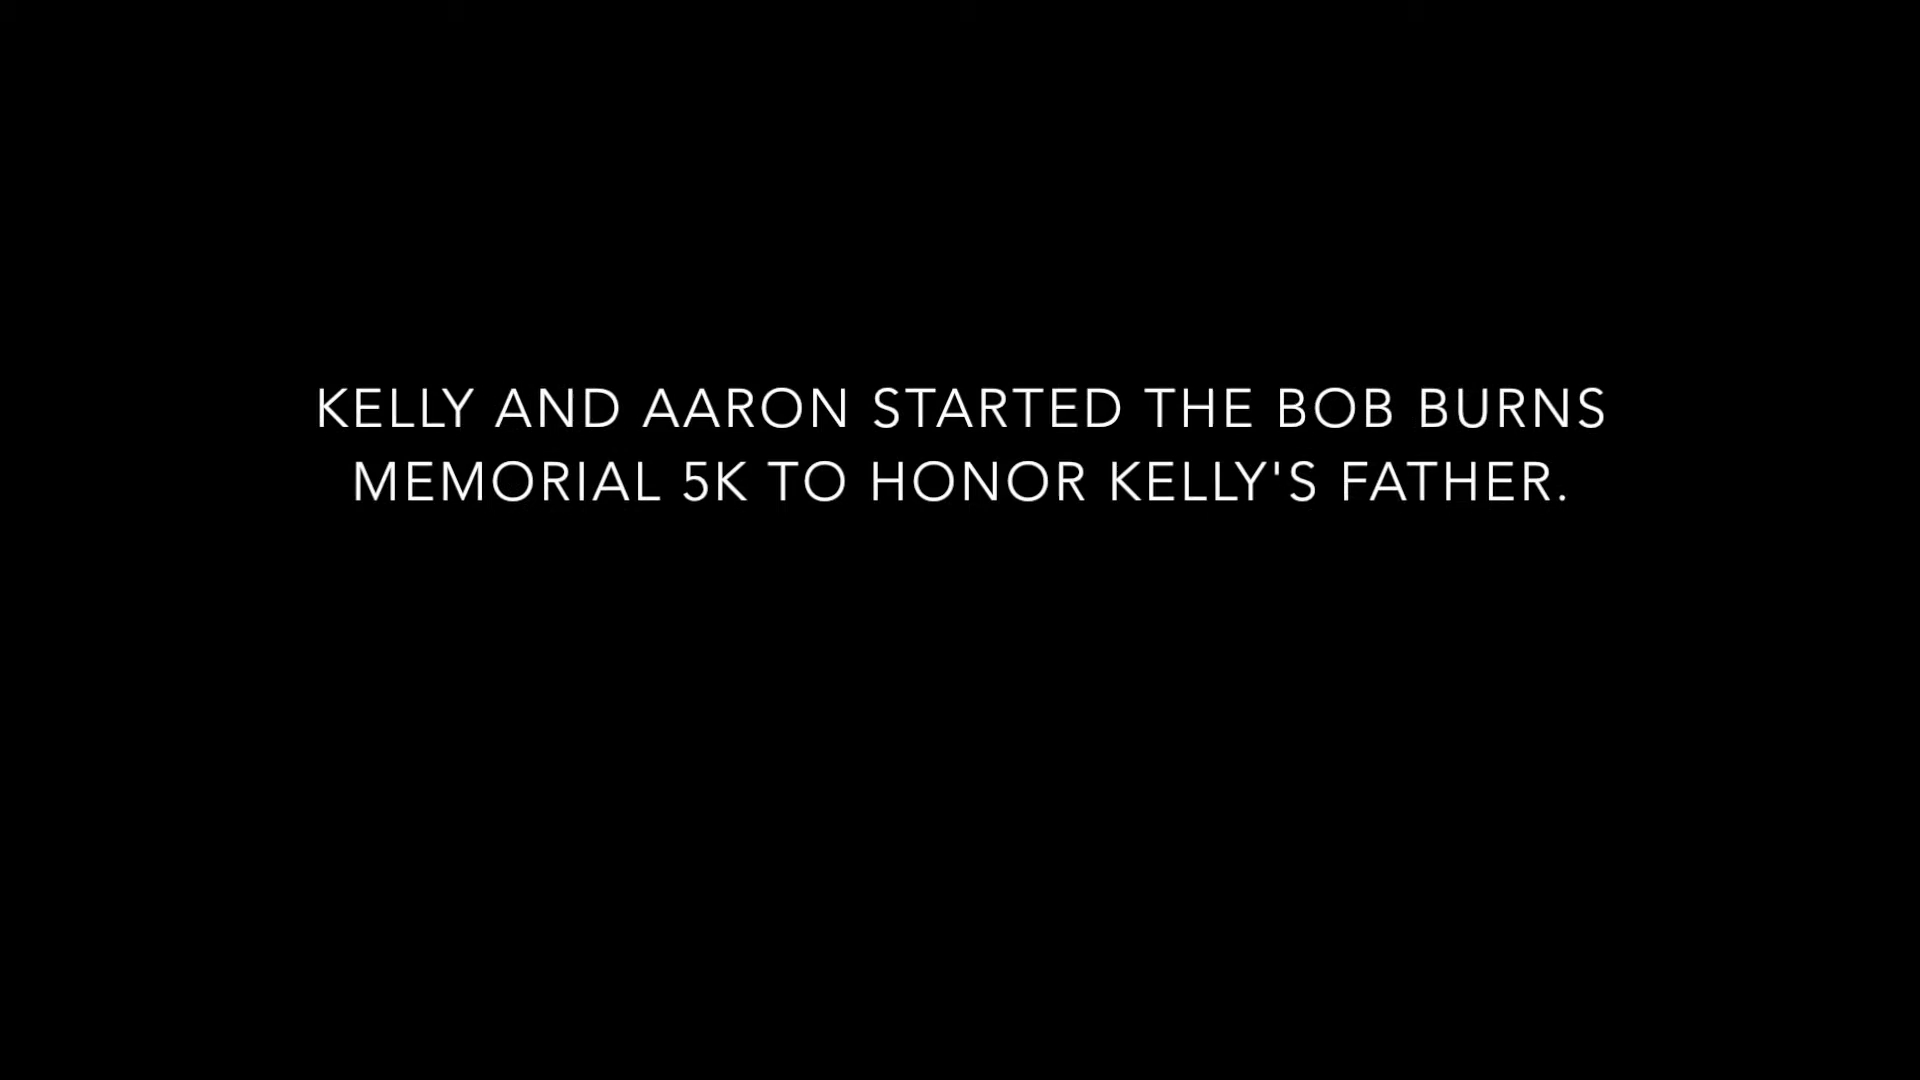 KELLY AND AARON STARTED THE BOB BURNS
MEMORIAL 5K TO HONOR KELLY'S FATHER.